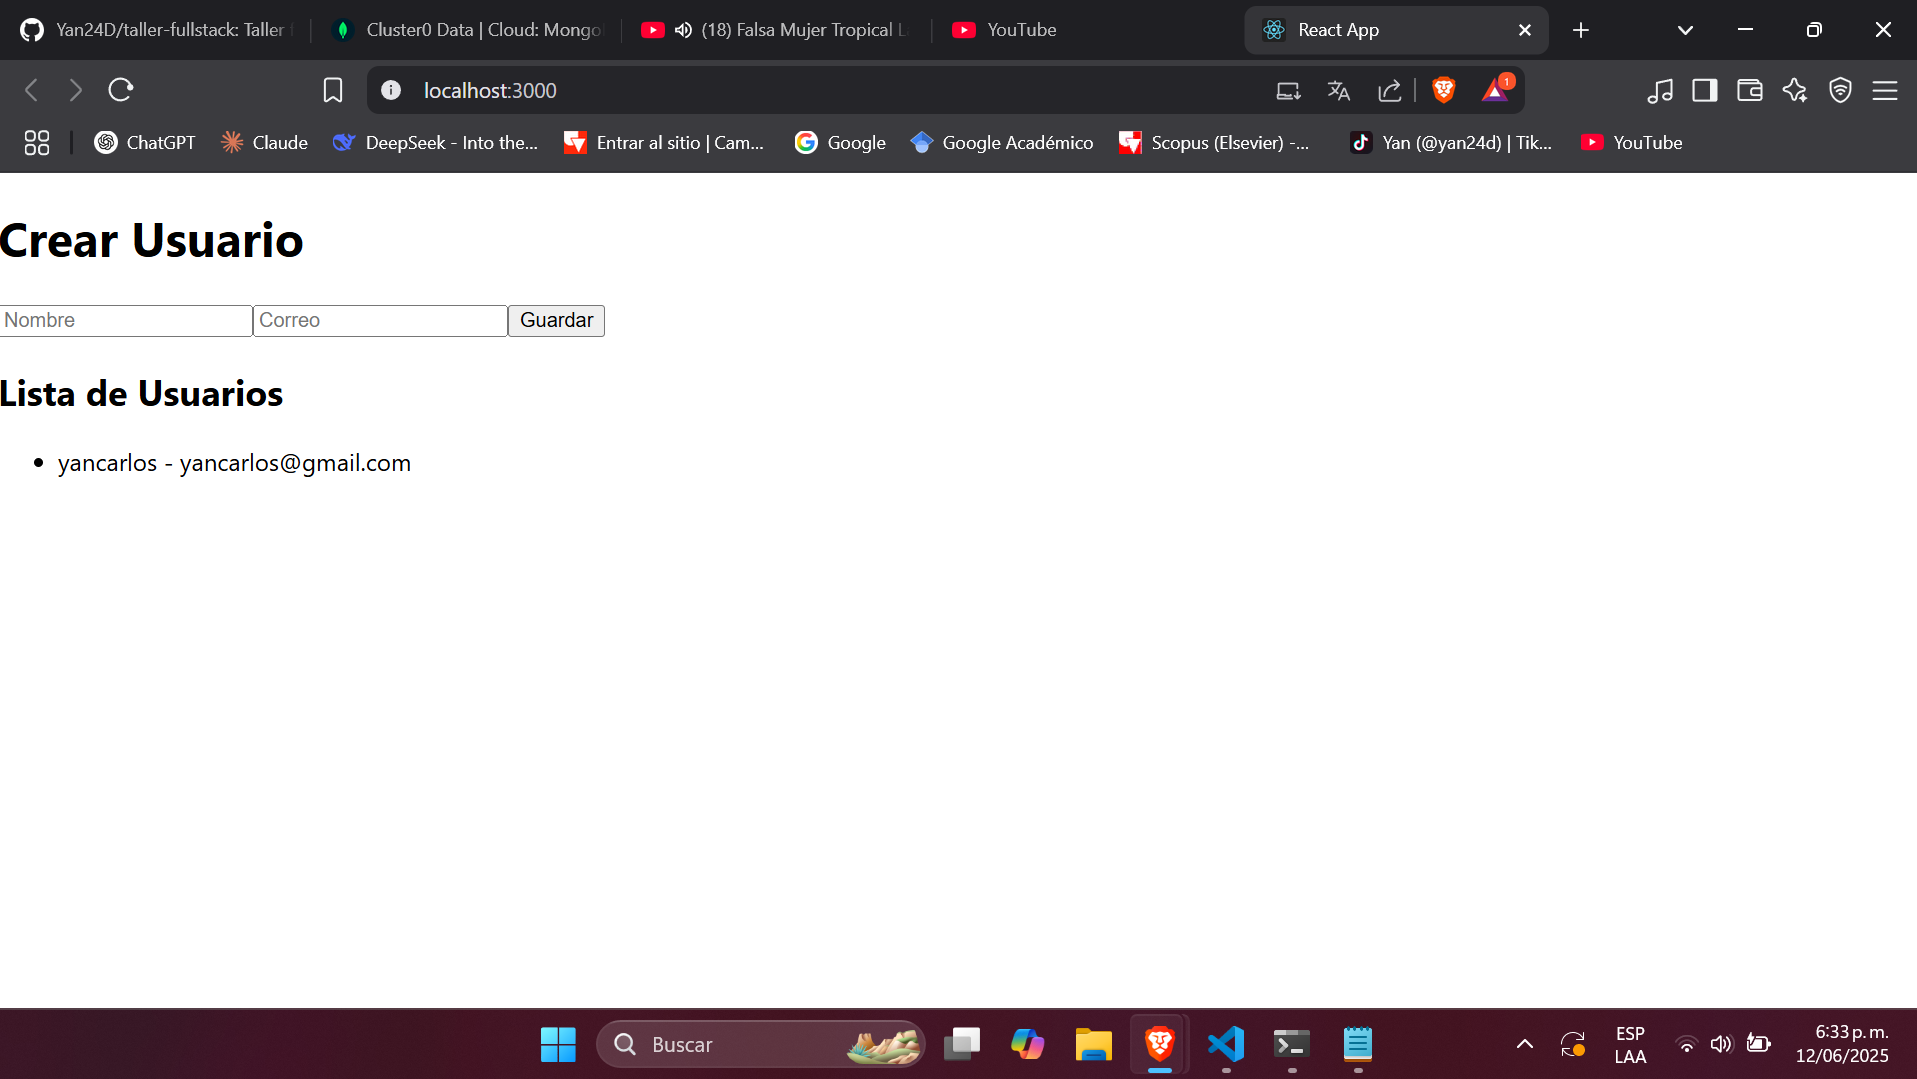 Yan24D/taller-fullstack: Taller f
Cluster0 Data | Cloud: Mongo
(18) Falsa Mujer Tropical L
YouTube
React App
localhost:3000
1
ChatGPT
Claude
DeepSeek - Into the...
Entrar al sitio | Cam...
Google
Google Académico
Scopus (Elsevier) -...
Yan (@yan24d) | Tik...
YouTube
Crear Usuario
Nombre
Correo
Guardar
Lista de Usuarios
yancarlos - yancarlos@gmail.com
Buscar
ESP
LAA
6:33 p. m.
12/06/2025